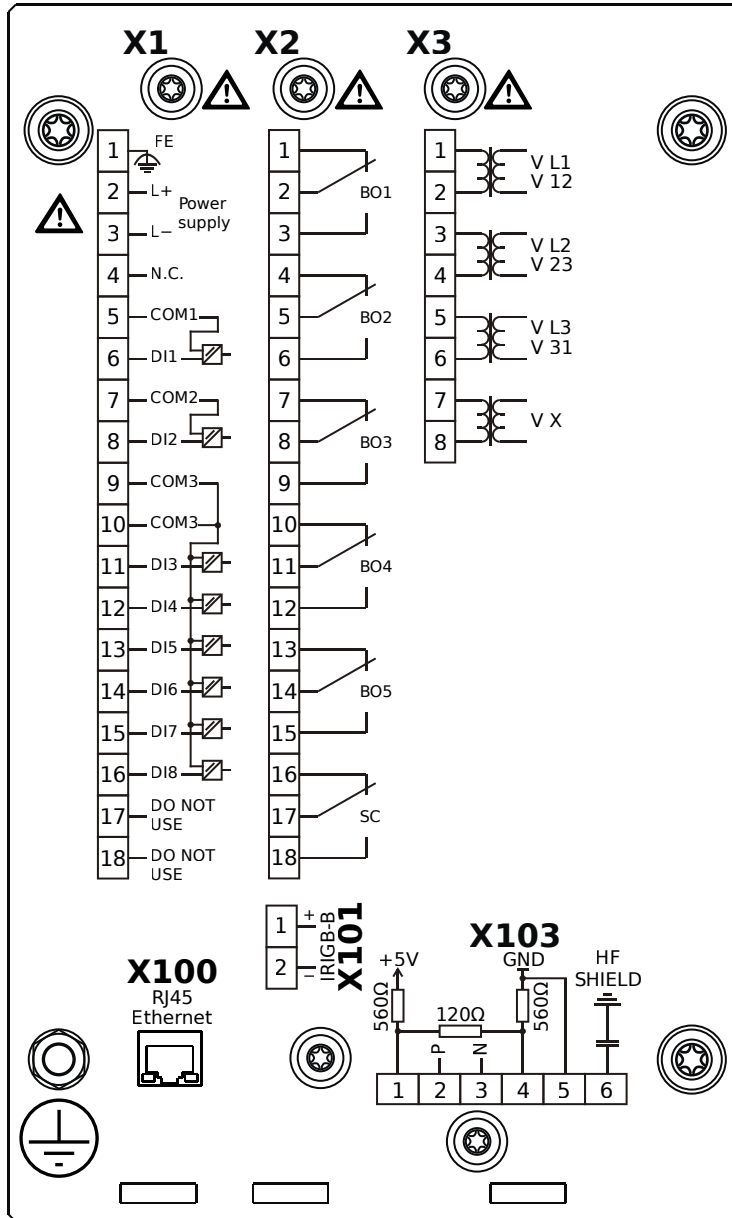 X1
X2
X3
1 FE
2 L+
3 L−
Power
supply
4 N.C.
5 COM1
6 DI1
7 COM2
8 DI2
9 COM3
10 COM3
11 DI3
12 DI4
13 DI5
14 DI6
15 DI7
16 DI8
17 DO NOT
USE
18 DO NOT
USE
1
2 BO1
3
4
5 BO2
6
7
8 BO3
9
10
11 BO4
12
13
14 BO5
15
16
17 SC
18
1 V L1
2 V 12
3 V L2
4 V 23
5 V L3
6 V 31
7 V X
8
1 +
2 −
IRIGB-B
X101
X100
RJ45
Ethernet
X103
+5V
GND
HF
SHIELD
560Ω
120Ω
560Ω
P
N
1 2 3 4 5 6